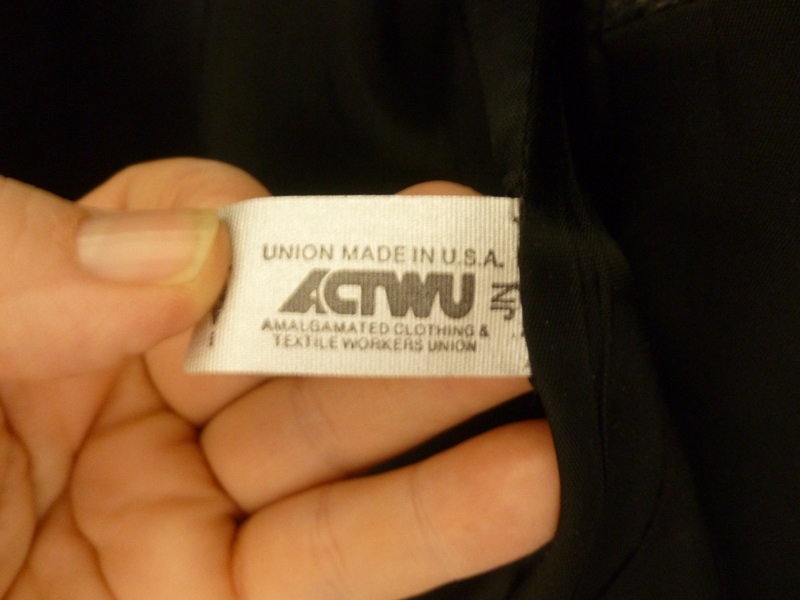 UNION MADE IN U.S.A.
ACTWU
AMALGAMATED CLOTHING &
TEXTILE WORKERS UNION